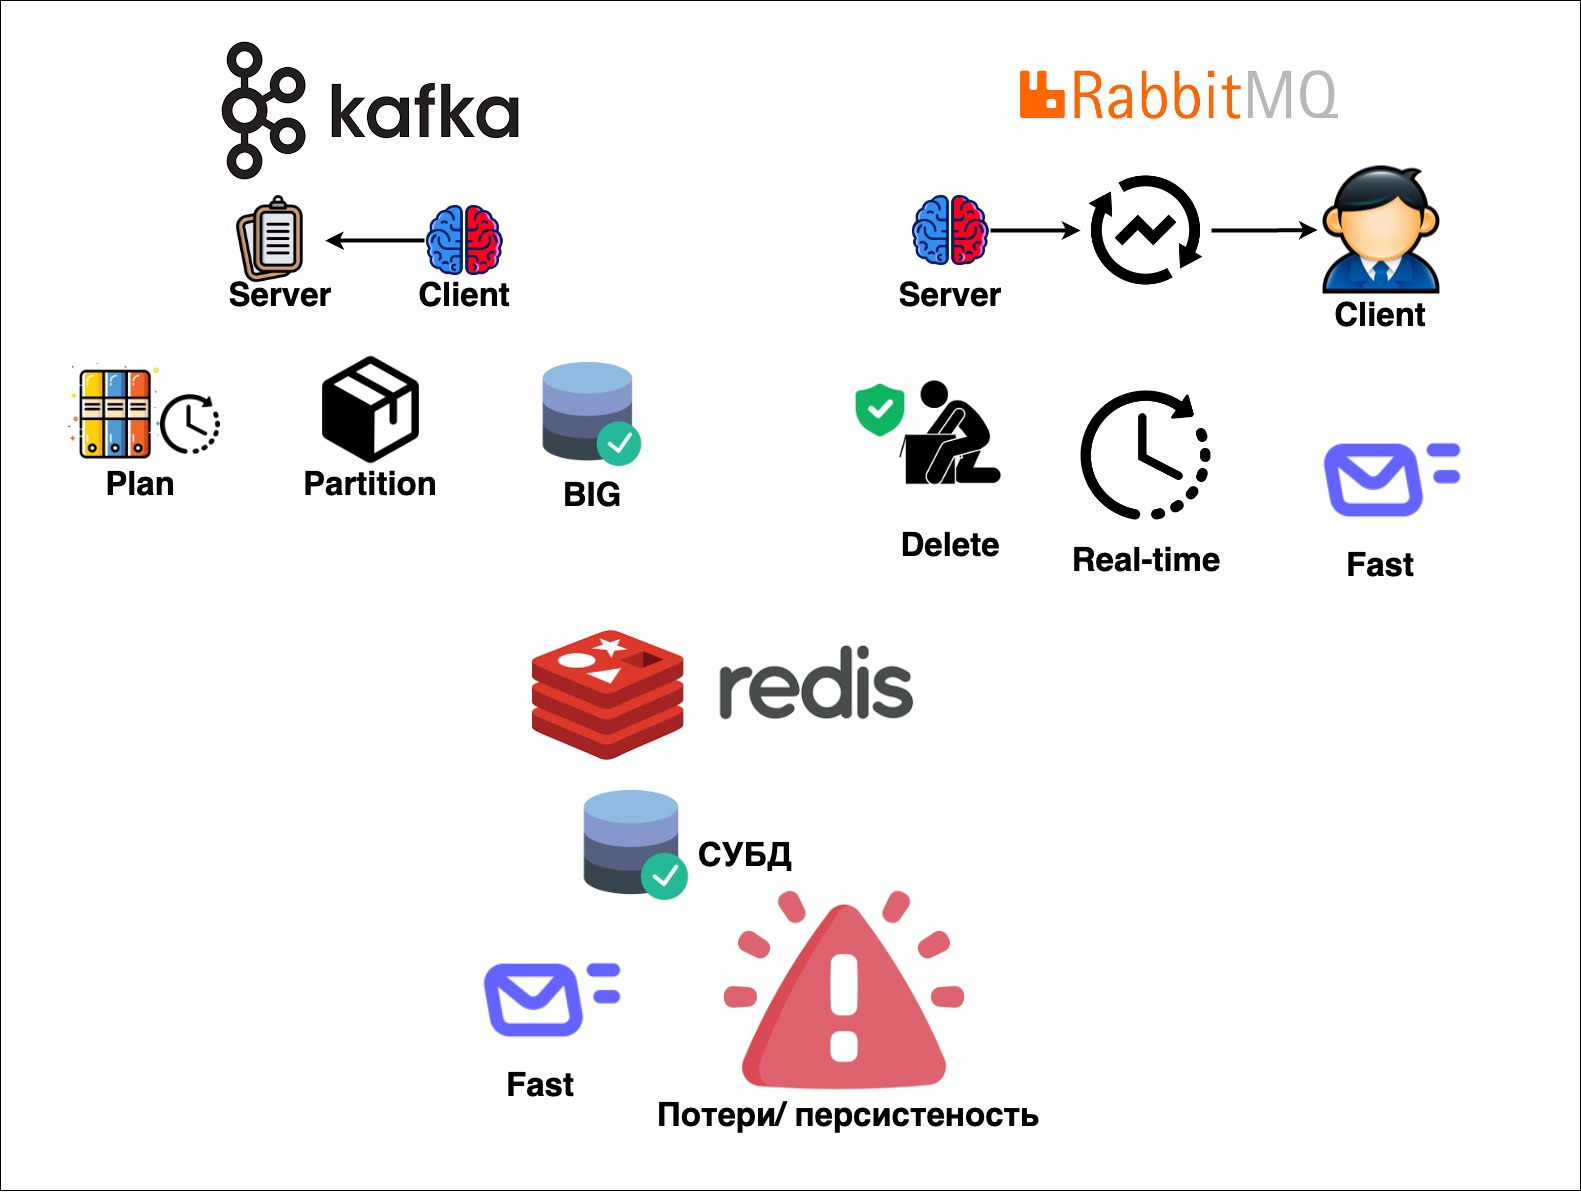 kafka
RabbitMQ
Server
Client
Server
Client
Plan
Partition
BIG
Delete
Real-time
Fast
redis
СУБД
Fast
Потери/ персистеность